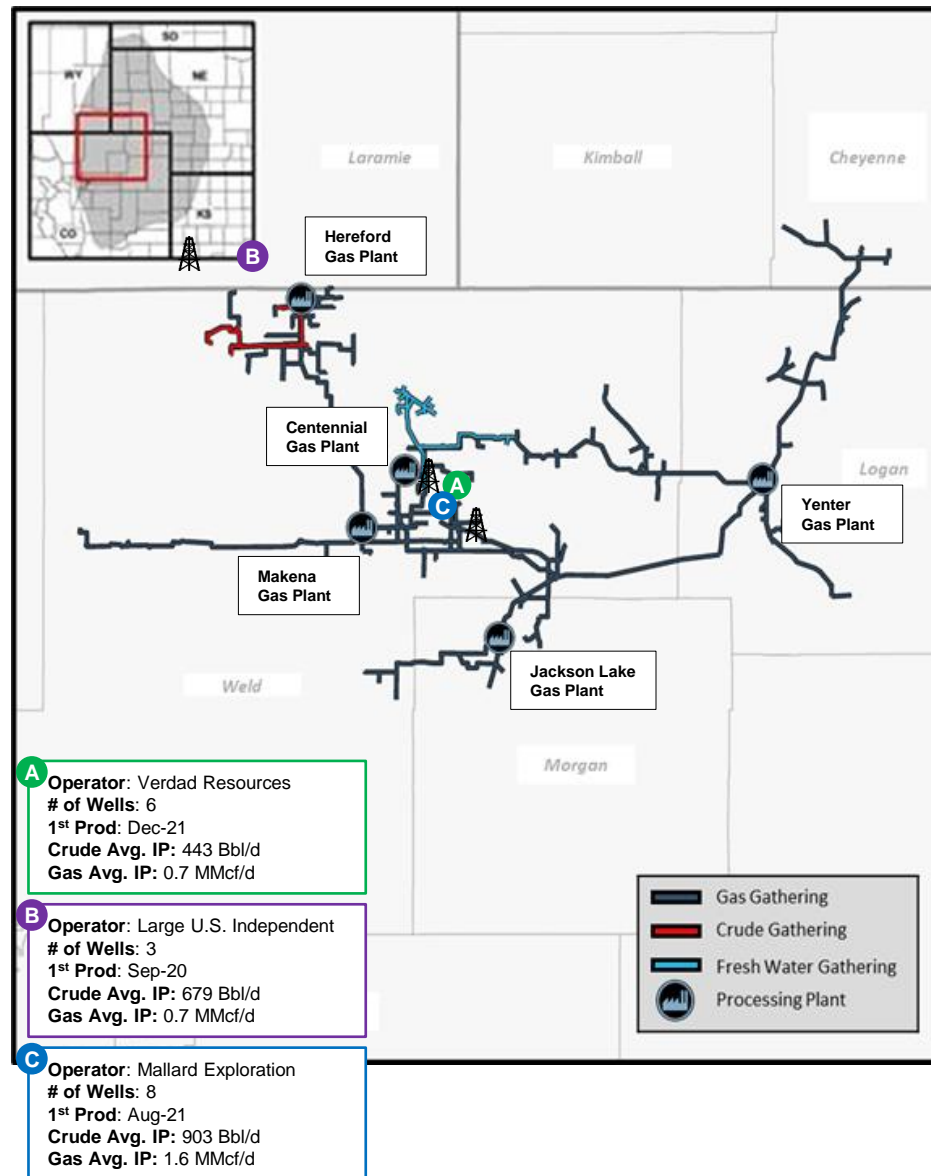 SD
WY
NE
CO
KS
Laramie
Kimball
Cheyenne
B
Hereford
Gas Plant
Centennial
Gas Plant
A
C
Logan
Yenter
Gas Plant
Makena
Gas Plant
Jackson Lake
Gas Plant
Weld
Morgan
A
Operator: Verdad Resources
# of Wells: 6
1st Prod: Dec-21
Crude Avg. IP: 443 Bbl/d
Gas Avg. IP: 0.7 MMcf/d
B
Operator: Large U.S. Independent
# of Wells: 3
1st Prod: Sep-20
Crude Avg. IP: 679 Bbl/d
Gas Avg. IP: 0.7 MMcf/d
C
Operator: Mallard Exploration
# of Wells: 8
1st Prod: Aug-21
Crude Avg. IP: 903 Bbl/d
Gas Avg. IP: 1.6 MMcf/d
Gas Gathering
Crude Gathering
Fresh Water Gathering
Processing Plant